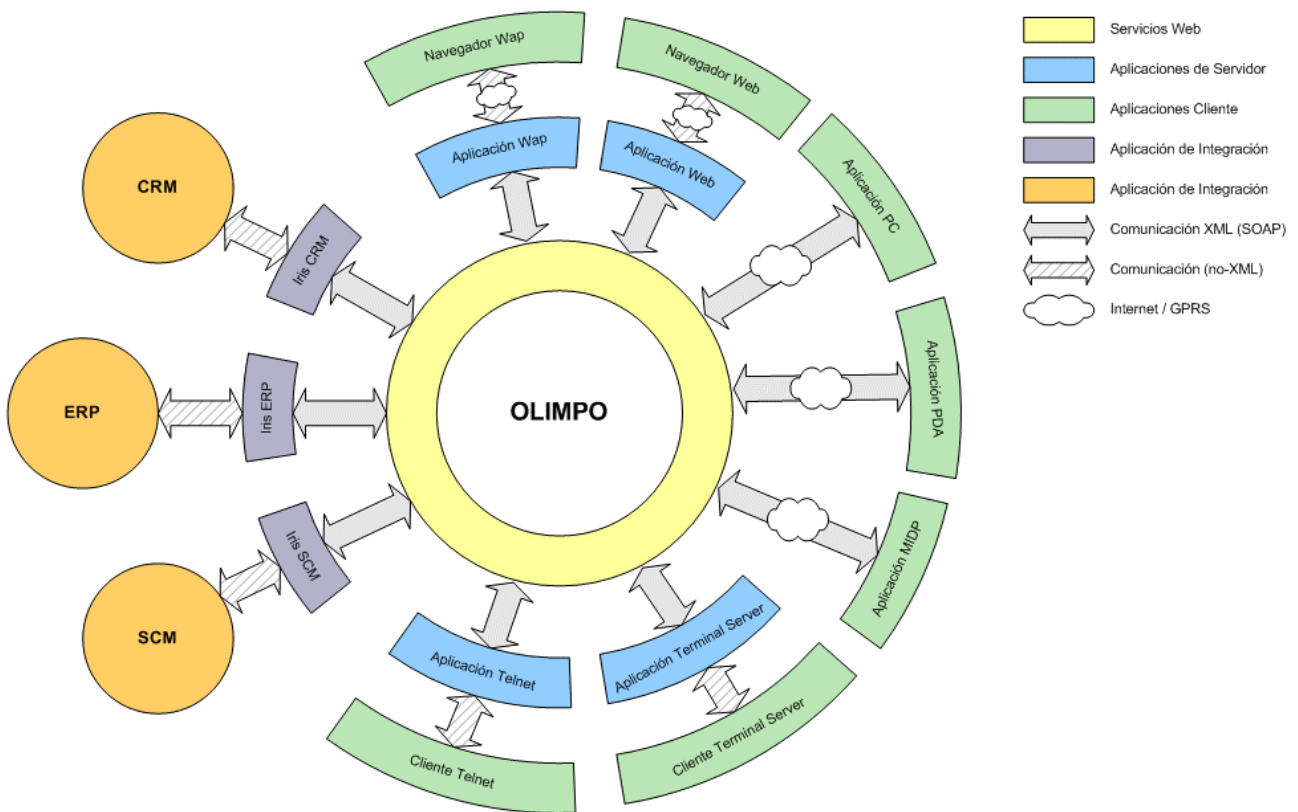 Navegador Wap
Navegador Web
Aplicación Wap
Aplicación Web
Aplicación PC
CRM
Iris CRM
ERP
Iris ERP
OLIMPO
Aplicación PDA
Iris SCM
SCM
Aplicación MIDP
Aplicación Telnet
Aplicación Terminal Server
Cliente Telnet
Cliente Terminal Server
Servicios Web
Aplicaciones de Servidor
Aplicaciones Cliente
Aplicación de Integración
Aplicación de Integración
Comunicación XML (SOAP)
Comunicación (no-XML)
Internet / GPRS